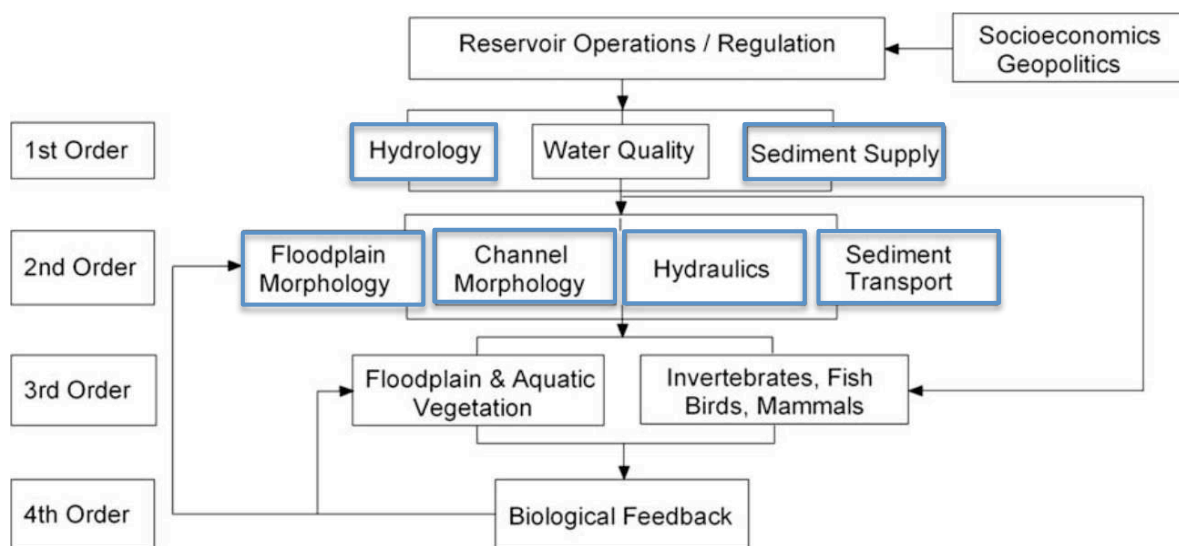 Reservoir Operations / Regulation
Socioeconomics
Geopolitics
1st Order
Hydrology
Water Quality
Sediment Supply
2nd Order
Floodplain
Morphology
Channel
Morphology
Hydraulics
Sediment
Transport
3rd Order
Floodplain & Aquatic
Vegetation
Invertebrates, Fish
Birds, Mammals
4th Order
Biological Feedback